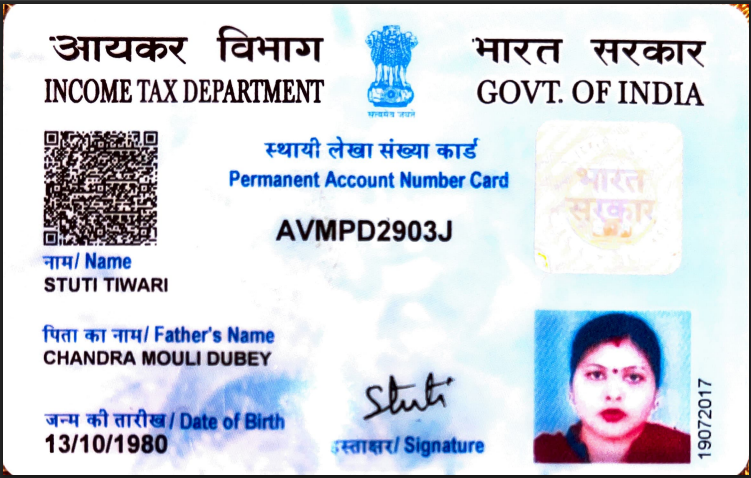 आयकर विभाग
INCOME TAX DEPARTMENT
सत्यमेव जयते
भारत सरकार
GOVT. OF INDIA
स्थायी लेखा संख्या कार्ड
Permanent Account Number Card
AVMPD2903J
भारत
सरकार
नाम/ Name
STUTI TIWARI
पिता का नाम/ Father's Name
CHANDRA MOULI DUBEY
जन्म की तारीख/ Date of Birth
13/10/1980
Stuti
हस्ताक्षर/ Signature
19072017